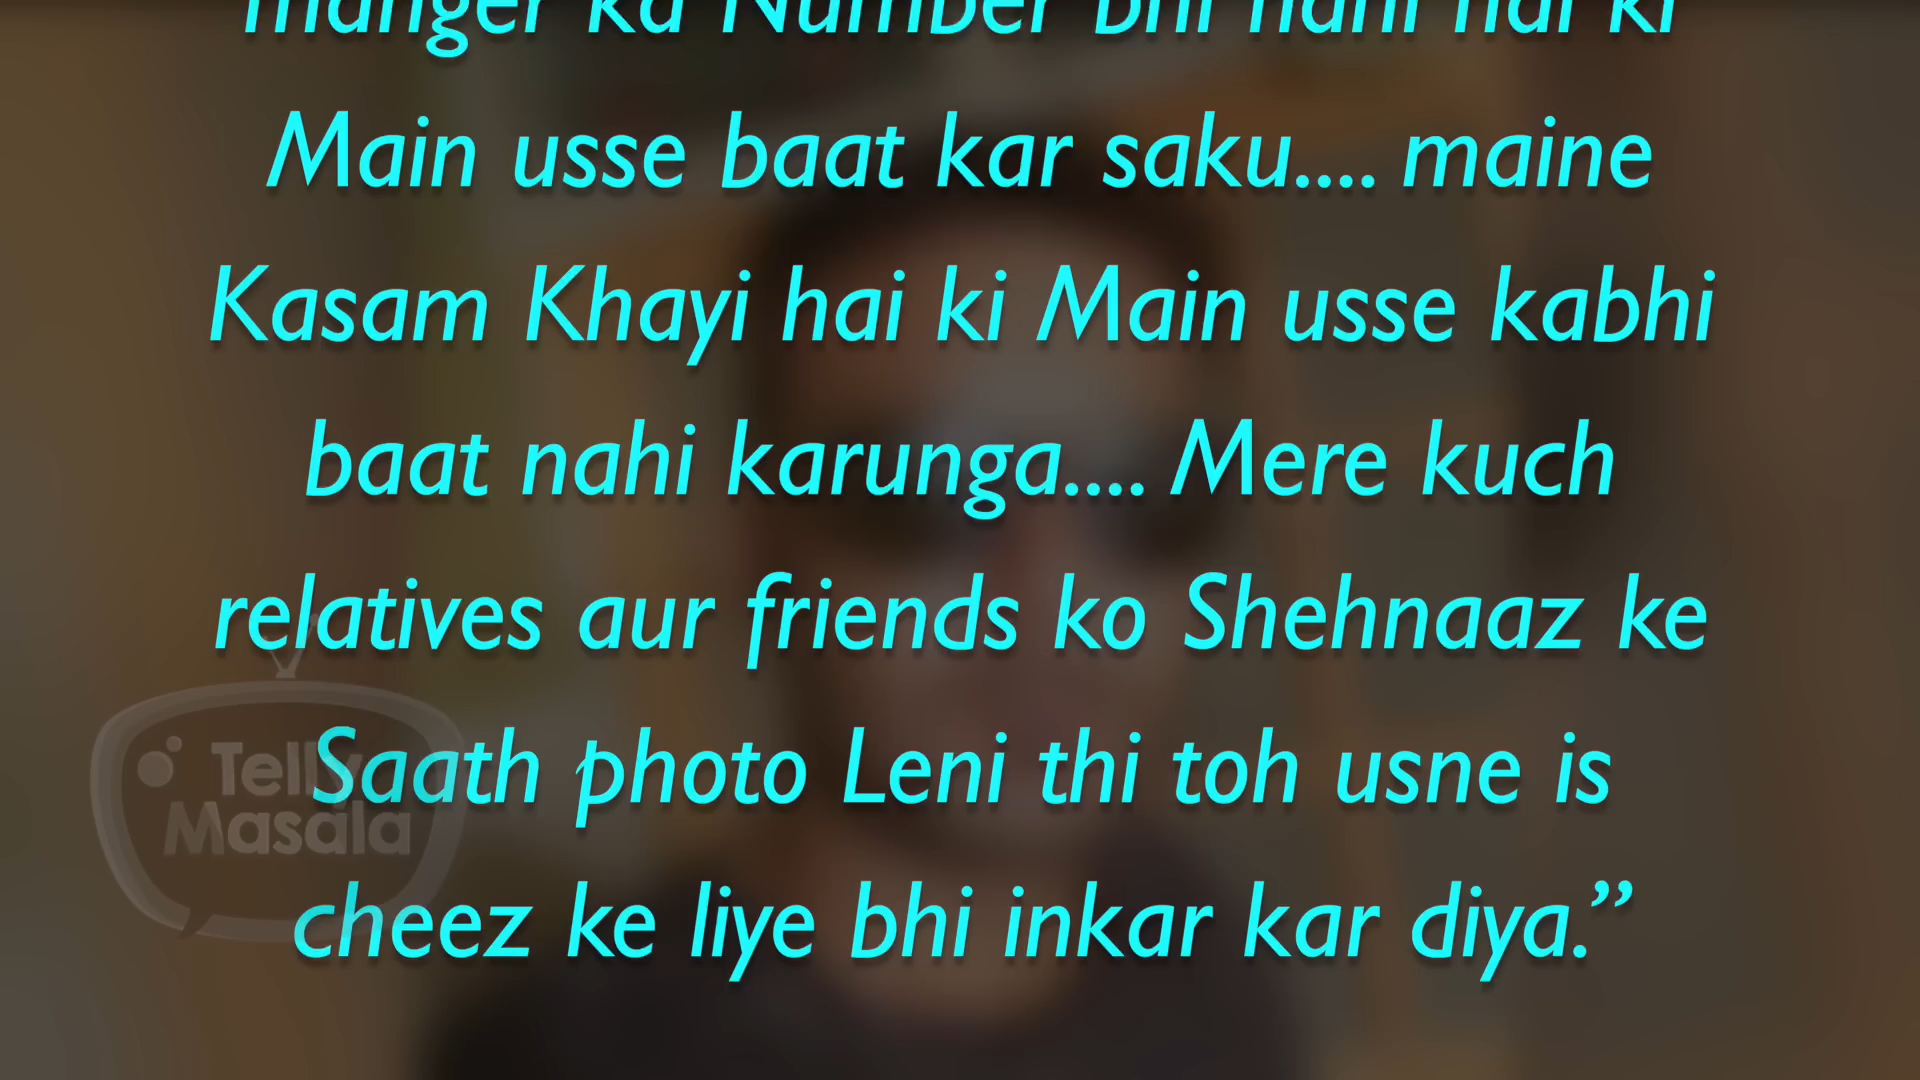 manger ka Number Bhi nahi hai ki
Main usse baat kar saku.... maine
Kasam Khayi hai ki Main usse kabhi
baat nahi karunga.... Mere kuch
relatives aur friends ko Shehnaaz ke
Saath photo Leni thi toh usne is
cheez ke liye bhi inkar kar diya.”
Telly
Masala